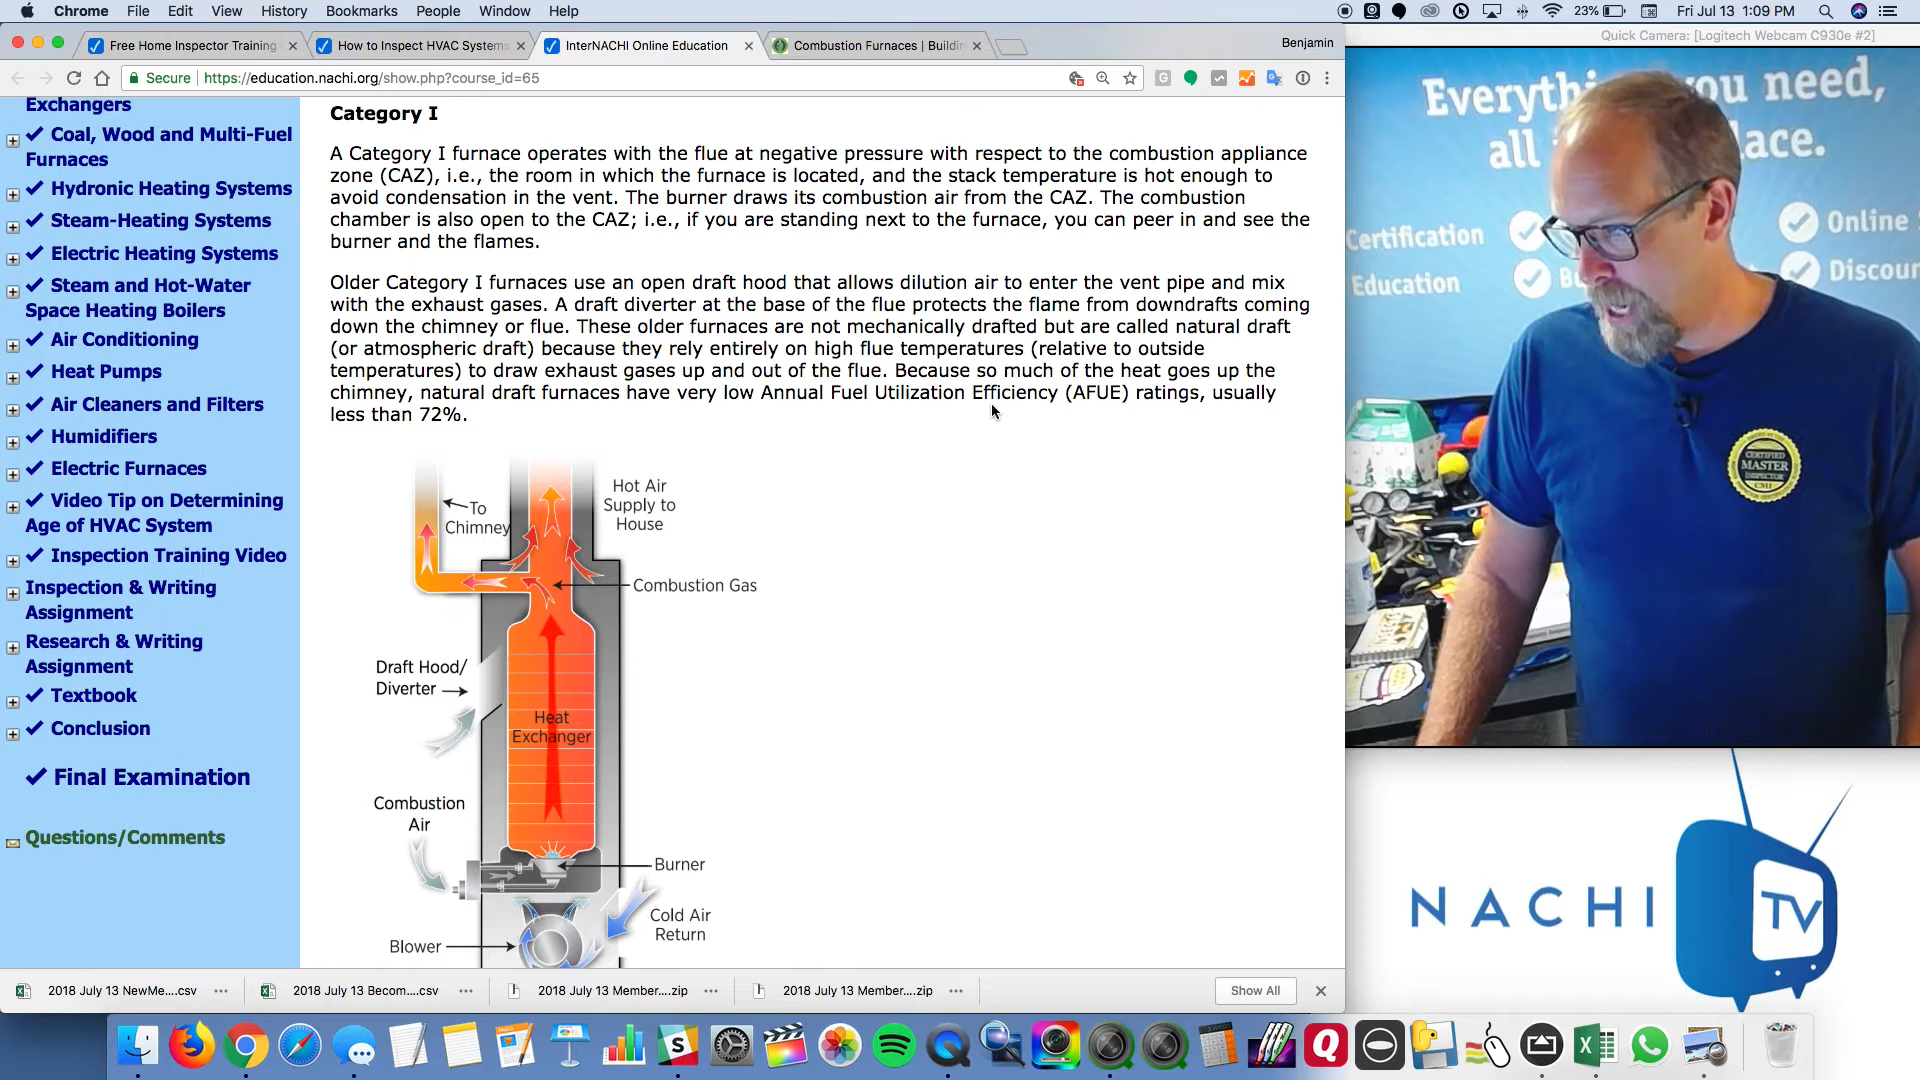 Chrome File Edit View History Bookmarks People Window Help
23% Fri Jul 13 1:09 PM
Quick Camera: [Logitech Webcam C930e #2]
Free Home Inspector Training
How to Inspect HVAC Systems
InterNACHI Online Education
Combustion Furnaces | Buildin
Benjamin
Secure https://education.nachi.org/show.php?course_id=65
Exchangers
Coal, Wood and Multi-Fuel
Furnaces
Hydronic Heating Systems
Steam-Heating Systems
Electric Heating Systems
Steam and Hot-Water
Space Heating Boilers
Air Conditioning
Heat Pumps
Air Cleaners and Filters
Humidifiers
Electric Furnaces
Video Tip on Determining
Age of HVAC System
Inspection Training Video
Inspection & Writing
Assignment
Research & Writing
Assignment
Textbook
Conclusion
Final Examination
Questions/Comments
Category I
A Category I furnace operates with the flue at negative pressure with respect to the combustion appliance
zone (CAZ), i.e., the room in which the furnace is located, and the stack temperature is hot enough to
avoid condensation in the vent. The burner draws its combustion air from the CAZ. The combustion
chamber is also open to the CAZ; i.e., if you are standing next to the furnace, you can peer in and see the
burner and the flames.
Older Category I furnaces use an open draft hood that allows dilution air to enter the vent pipe and mix
with the exhaust gases. A draft diverter at the base of the flue protects the flame from downdrafts coming
down the chimney or flue. These older furnaces are not mechanically drafted but are called natural draft
(or atmospheric draft) because they rely entirely on high flue temperatures (relative to outside
temperatures) to draw exhaust gases up and out of the flue. Because so much of the heat goes up the
chimney, natural draft furnaces have very low Annual Fuel Utilization Efficiency (AFUE) ratings, usually
less than 72%.
To
Chimney
Hot Air
Supply to
House
Combustion Gas
Draft Hood/
Diverter
Heat
Exchanger
Combustion
Air
Burner
Cold Air
Return
Blower
Everything you need,
all
lace.
Certification
Online
Education
Discoun
CERTIFIED
MASTER
INSPECTOR
CMI
NACHI
TV
2018 July 13 NewMe....csv
2018 July 13 Becom....csv
2018 July 13 Member....zip
2018 July 13 Member....zip
Show All